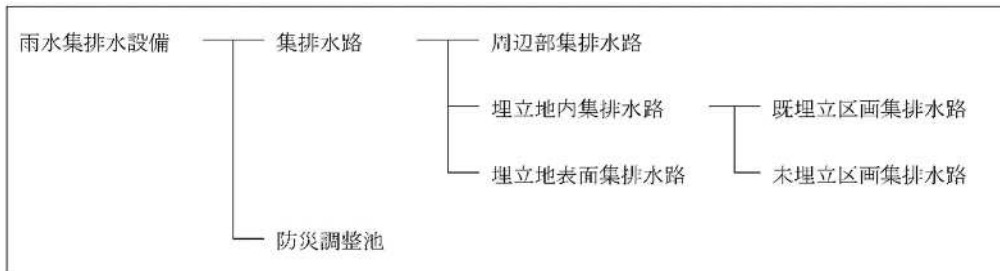 雨水集排水設備 集排水路 周辺部集排水路
埋立地内集排水路 既埋立区画集排水路
埋立地表面集排水路 未埋立区画集排水路
防災調整池